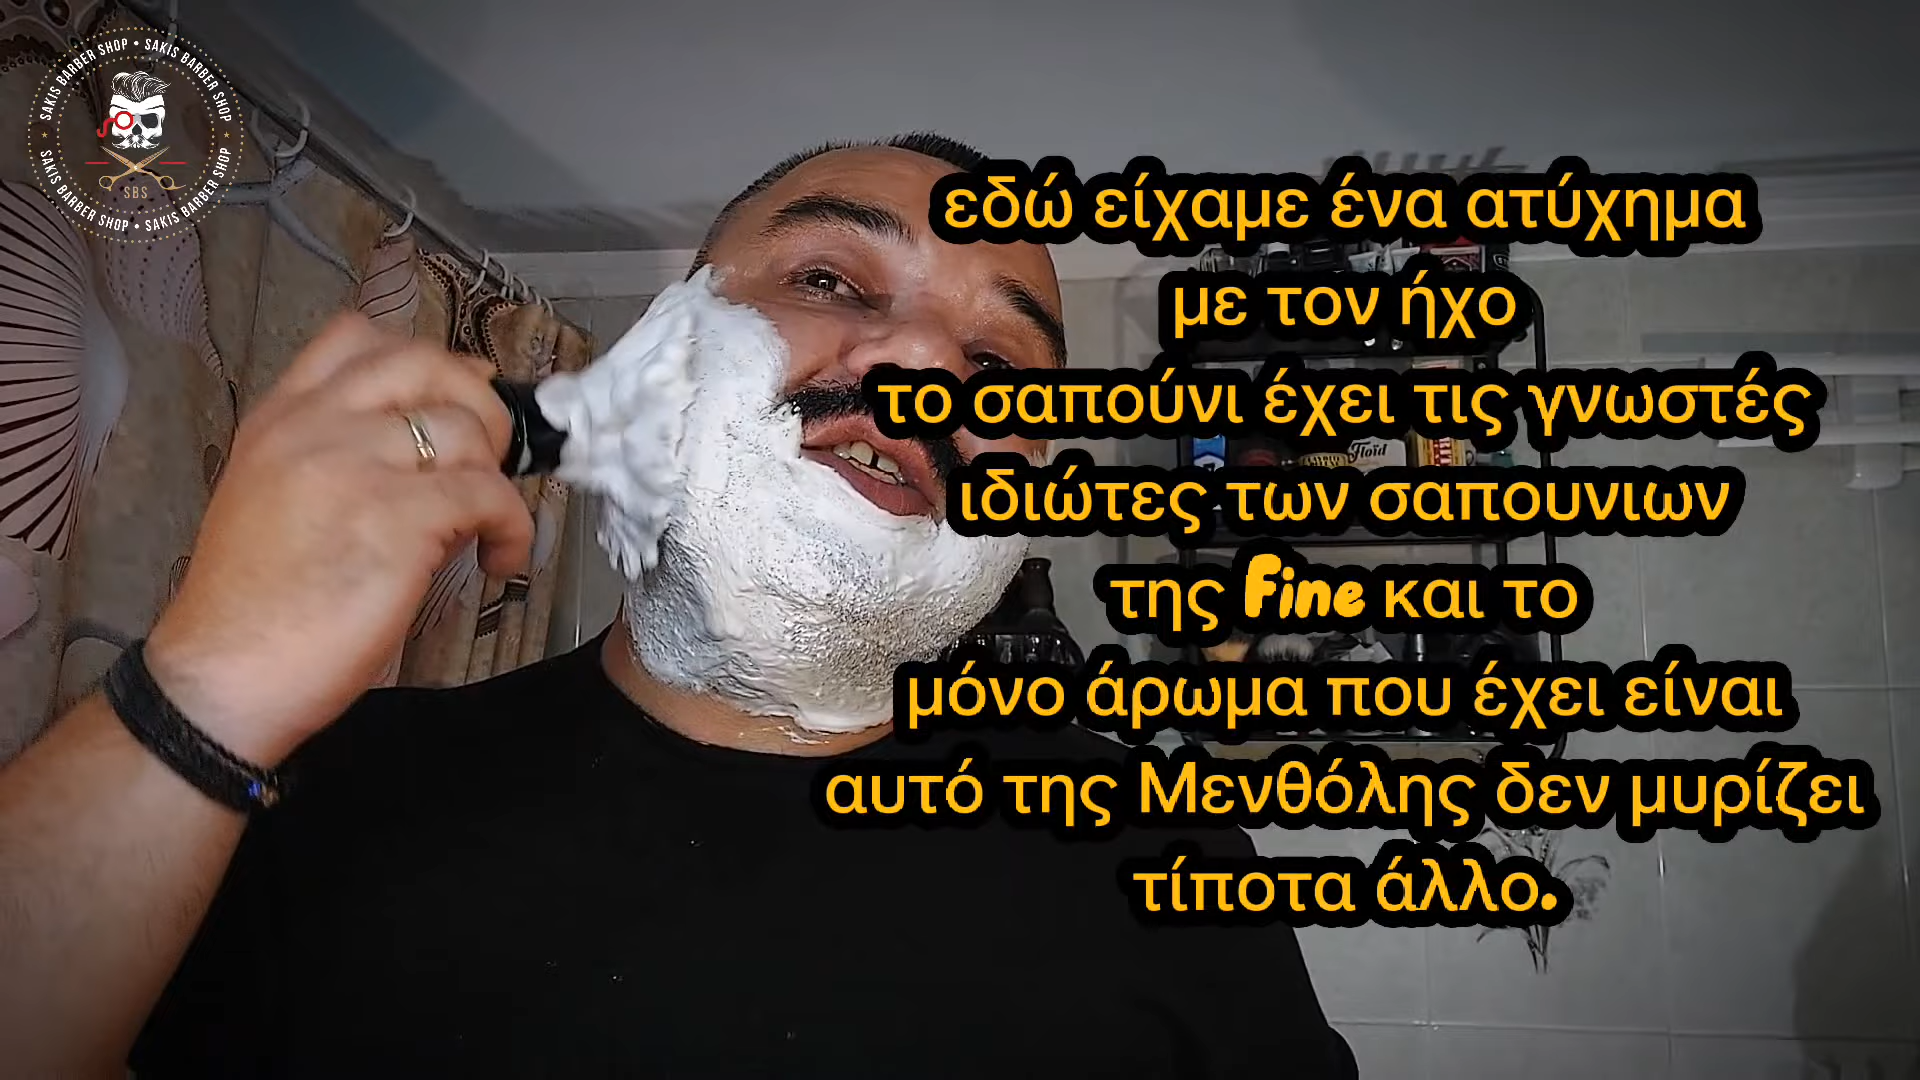 SAKIS BARBER SHOP • SAKIS BARBER SHOP
SBS
SAKIS BARBER SHOP • SAKIS BARBER SHOP
εδώ είχαμε ένα ατύχημα
με τον ήχο
το σαπούνι έχει τις γνωστές
ιδιώτες των σαπουνιων
της Fine και το
μόνο άρωμα που έχει είναι
αυτό της Μενθόλης δεν μυρίζει
τίποτα άλλο.
Floïd